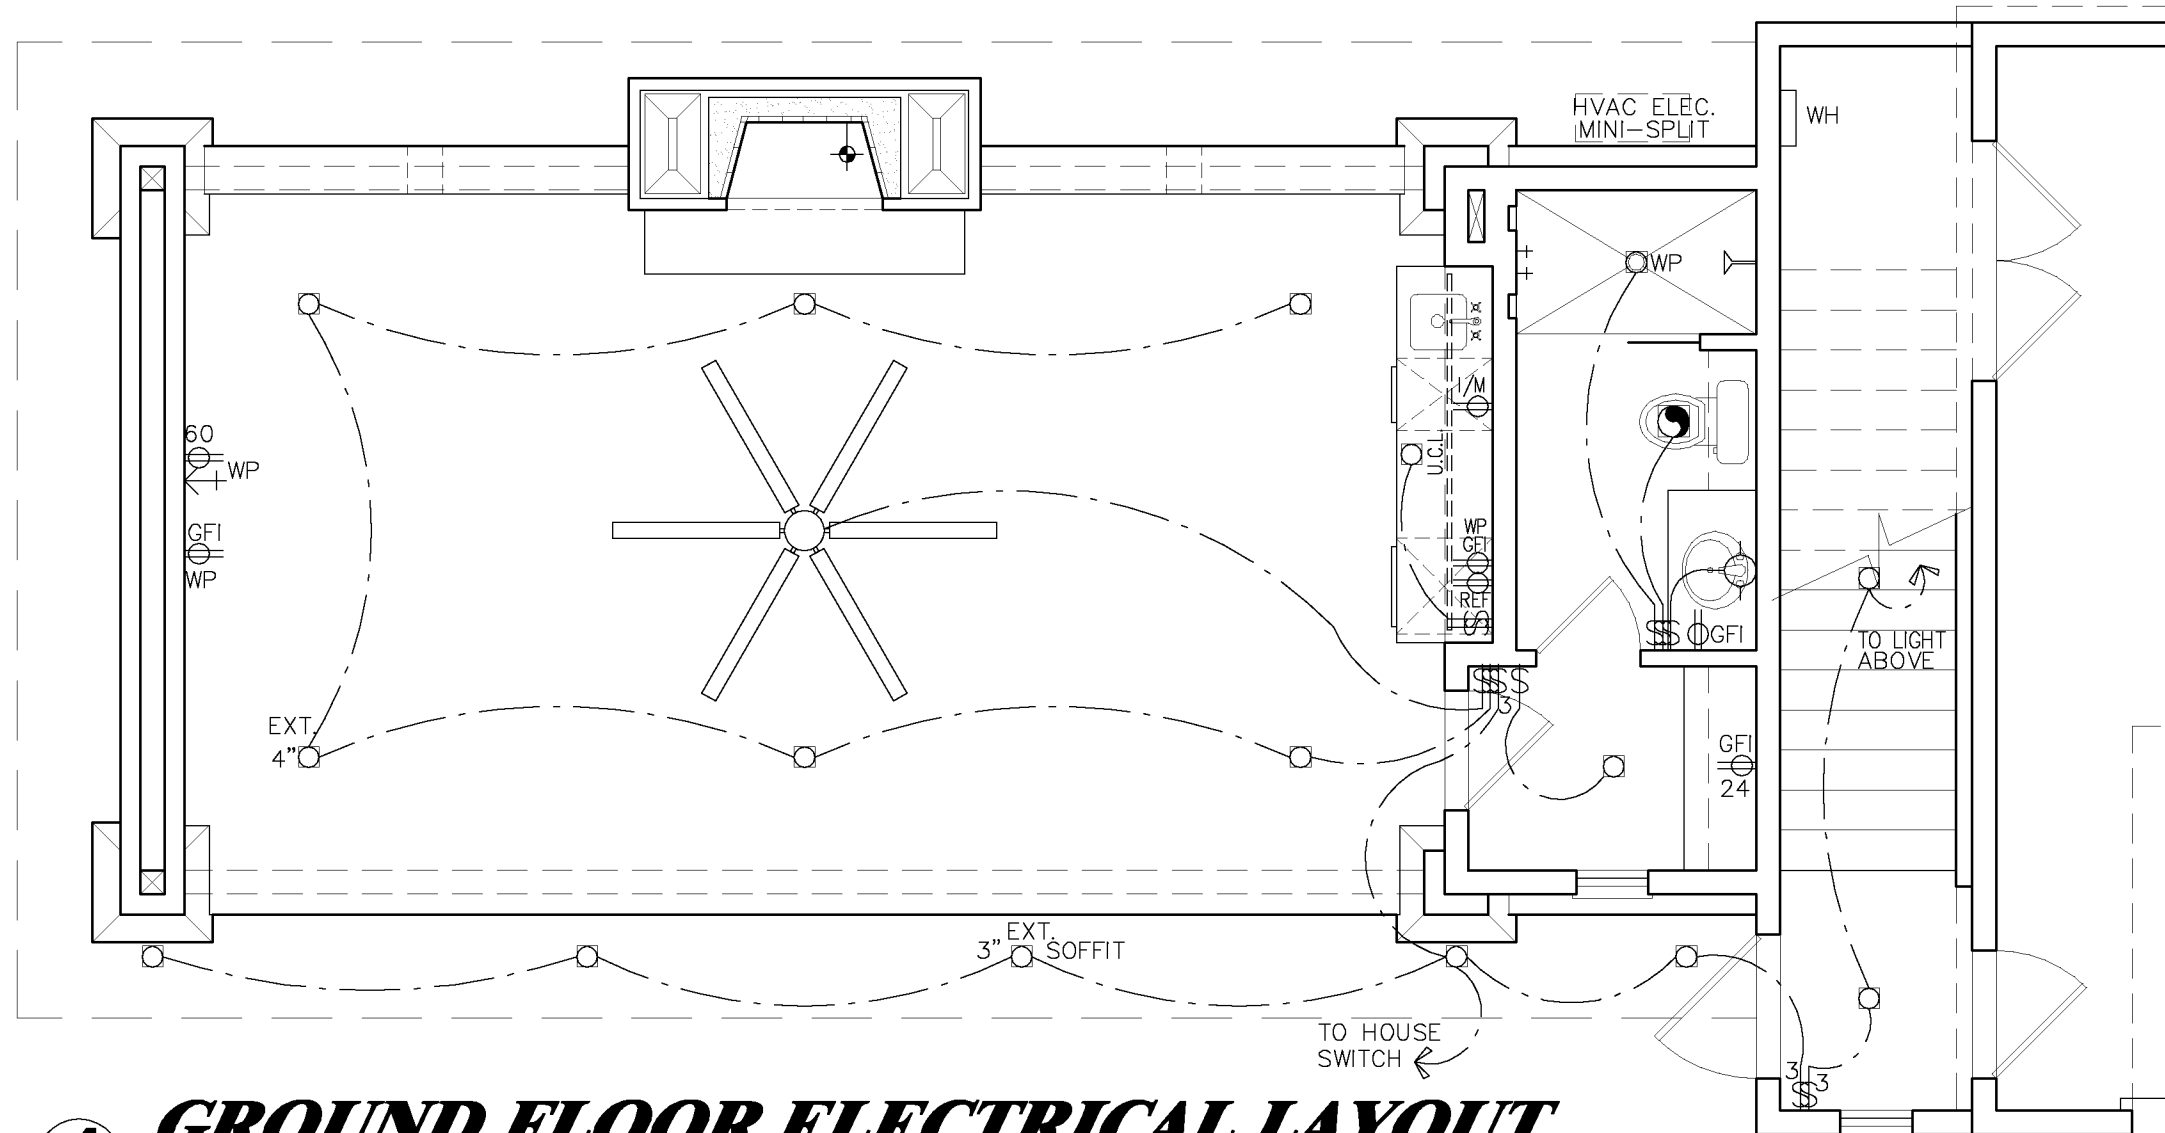 HVAC ELEC.
MINI-SPLIT
WH
WP
I/M
U.C.L.
60
WP
GFI
WP
WP
GFI
REF
GFI
TO LIGHT
ABOVE
3
EXT.
4"
GFI
24
EXT.
3" SOFFIT
TO HOUSE
SWITCH
3
3
GROUND FLOOR ELECTRICAL LAYOUT